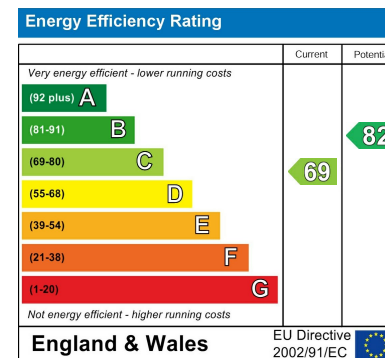 Energy Efficiency Rating
Current Potenti
Very energy efficient - lower running costs
(92 plus) A
(81-91) B
82
(69-80) C
69
(55-68) D
(39-54) E
(21-38) F
(1-20) G
Not energy efficient - higher running costs
England & Wales
EU Directive
2002/91/EC